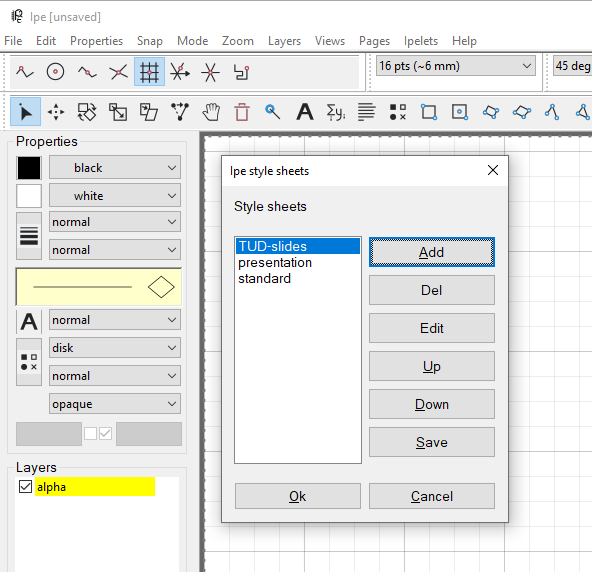 Ipe [unsaved]
File Edit Properties Snap Mode Zoom Layers Views Pages Ipelets Help
16 pts (~6 mm) 45 deg
A Σy¡
Properties
black
white
normal
normal
A normal
disk
normal
opaque
Layers
alpha
Ipe style sheets
Style sheets
TUD-slides
presentation
standard
Add
Del
Edit
Up
Down
Save
Ok Cancel